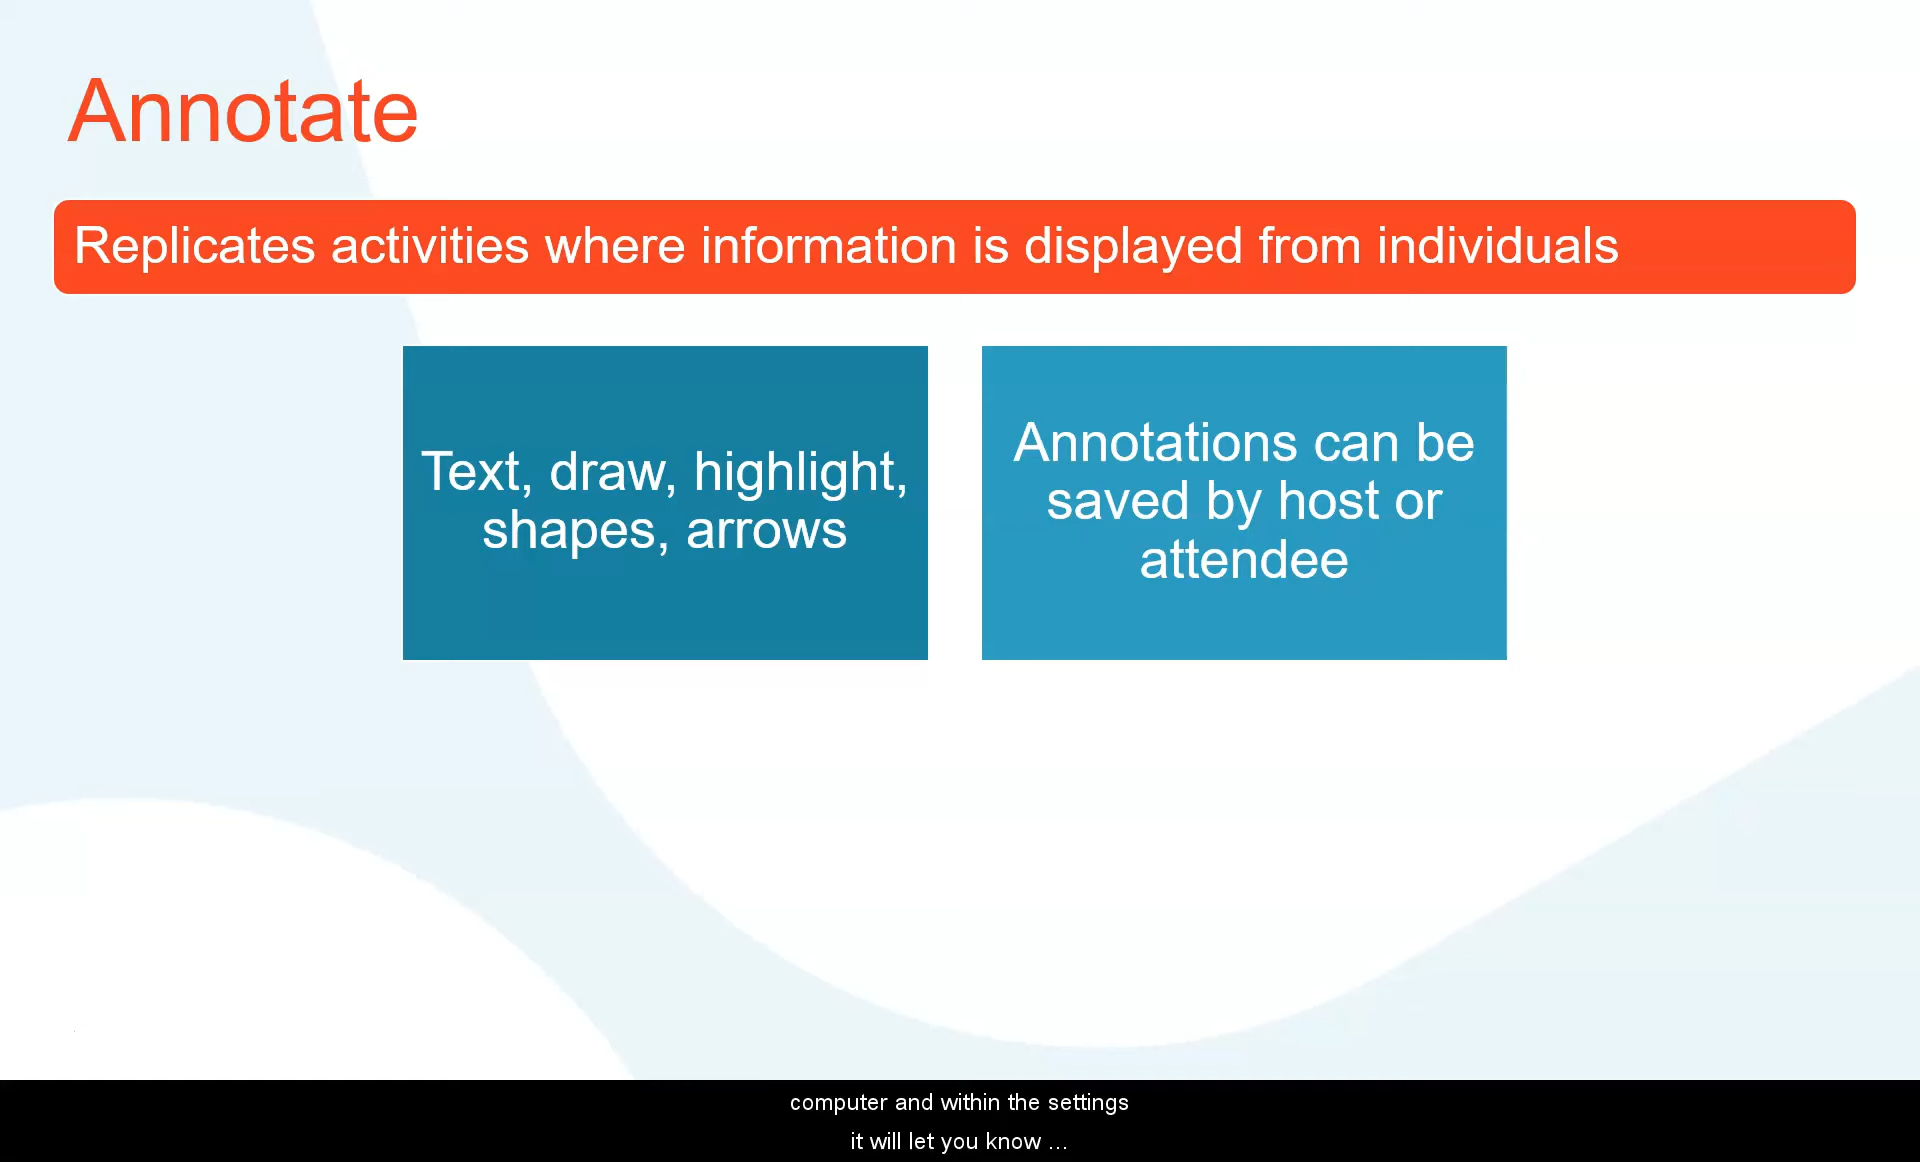 Annotate
Replicates activities where information is displayed from individuals
Text, draw, highlight,
shapes, arrows
Annotations can be
saved by host or
attendee
computer and within the settings
it will let you know ...